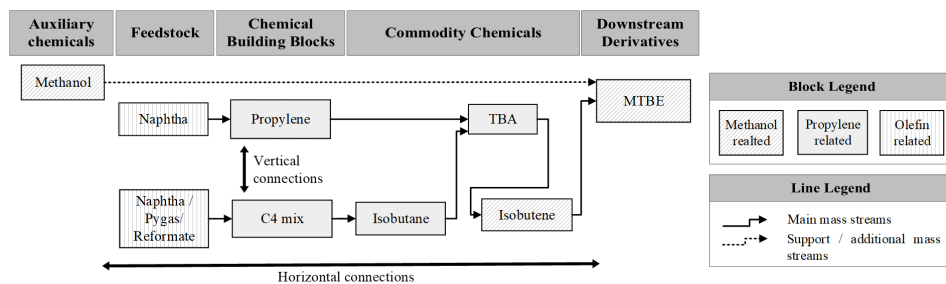 Auxiliary
chemicals
Feedstock
Chemical
Building Blocks
Commodity Chemicals
Downstream
Derivatives
Methanol
MTBE
Naphtha
Propylene
TBA
Vertical
connections
Naphtha /
Pygas/
Reformate
C4 mix
Isobutane
Isobutene
Horizontal connections
Block Legend
Methanol
realted
Propylene
related
Olefin
related
Line Legend
Main mass streams
Support / additional mass
streams